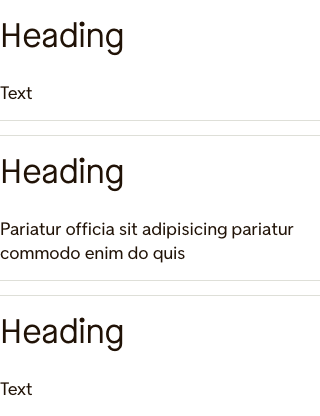 Heading
Text
Heading
Pariatur officia sit adipisicing pariatur
commodo enim do quis
Heading
Text